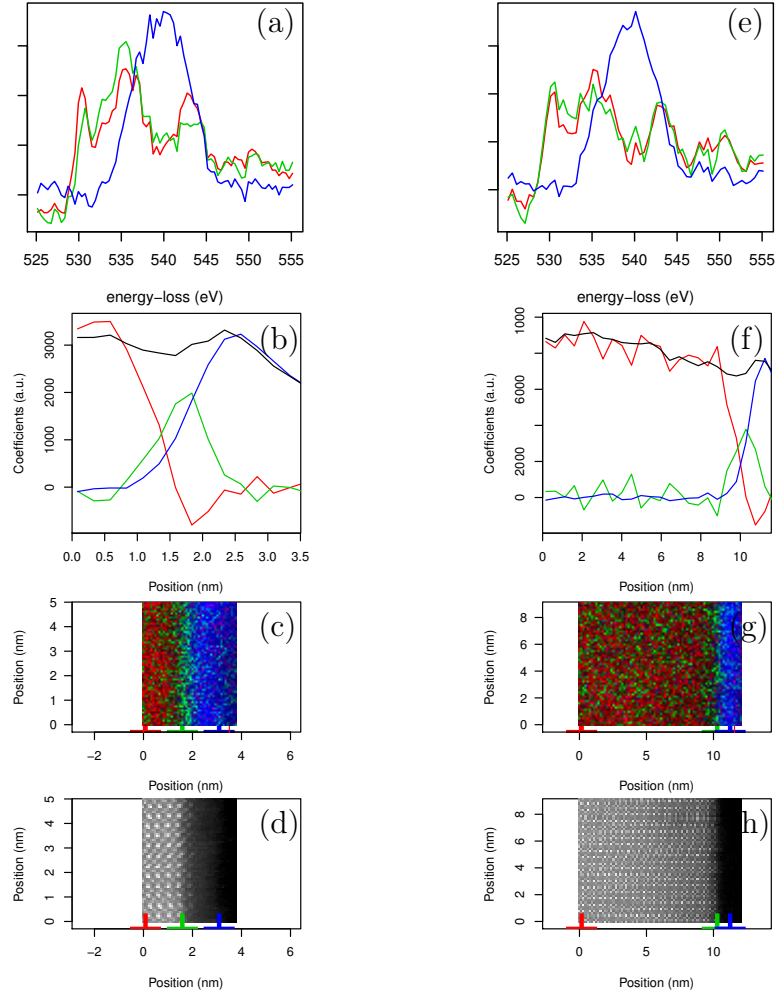 (a)
525 530 535 540 545 550 555
energy−loss (eV)
(e)
525 530 535 540 545 550 555
energy−loss (eV)
(b)
Coefficients (a.u.)
0 1000 2000 3000
0.0 0.5 1.0 1.5 2.0 2.5 3.0 3.5
Position (nm)
(f)
Coefficients (a.u.)
0 2000 6000 1000
0 2 4 6 8 10
Position (nm)
(c)
Position (nm)
0 1 2 3 4 5
−2 0 2 4 6
Position (nm)
(g)
Position (nm)
0 2 4 6 8
0 5 10
Position (nm)
(d)
Position (nm)
0 1 2 3 4 5
−2 0 2 4 6
Position (nm)
(h)
Position (nm)
0 2 4 6 8
0 5 10
Position (nm)